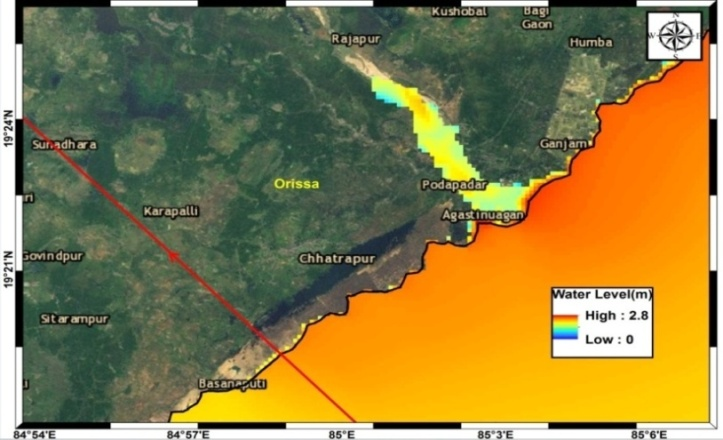 Kushobal
Bagi
Gaon
N
W
E
S
Rajapur
Humba
19°24'N
Sunadhara
Ganjam
Orissa
Podapadar
ri
Karapalli
Agastinuagan
Govindpur
Chhatrapur
19°21'N
Water Level(m)
High : 2.8
Low : 0
Sitarampur
Basanaputi
84°54'E
84°57'E
85°E
85°3'E
85°6'E